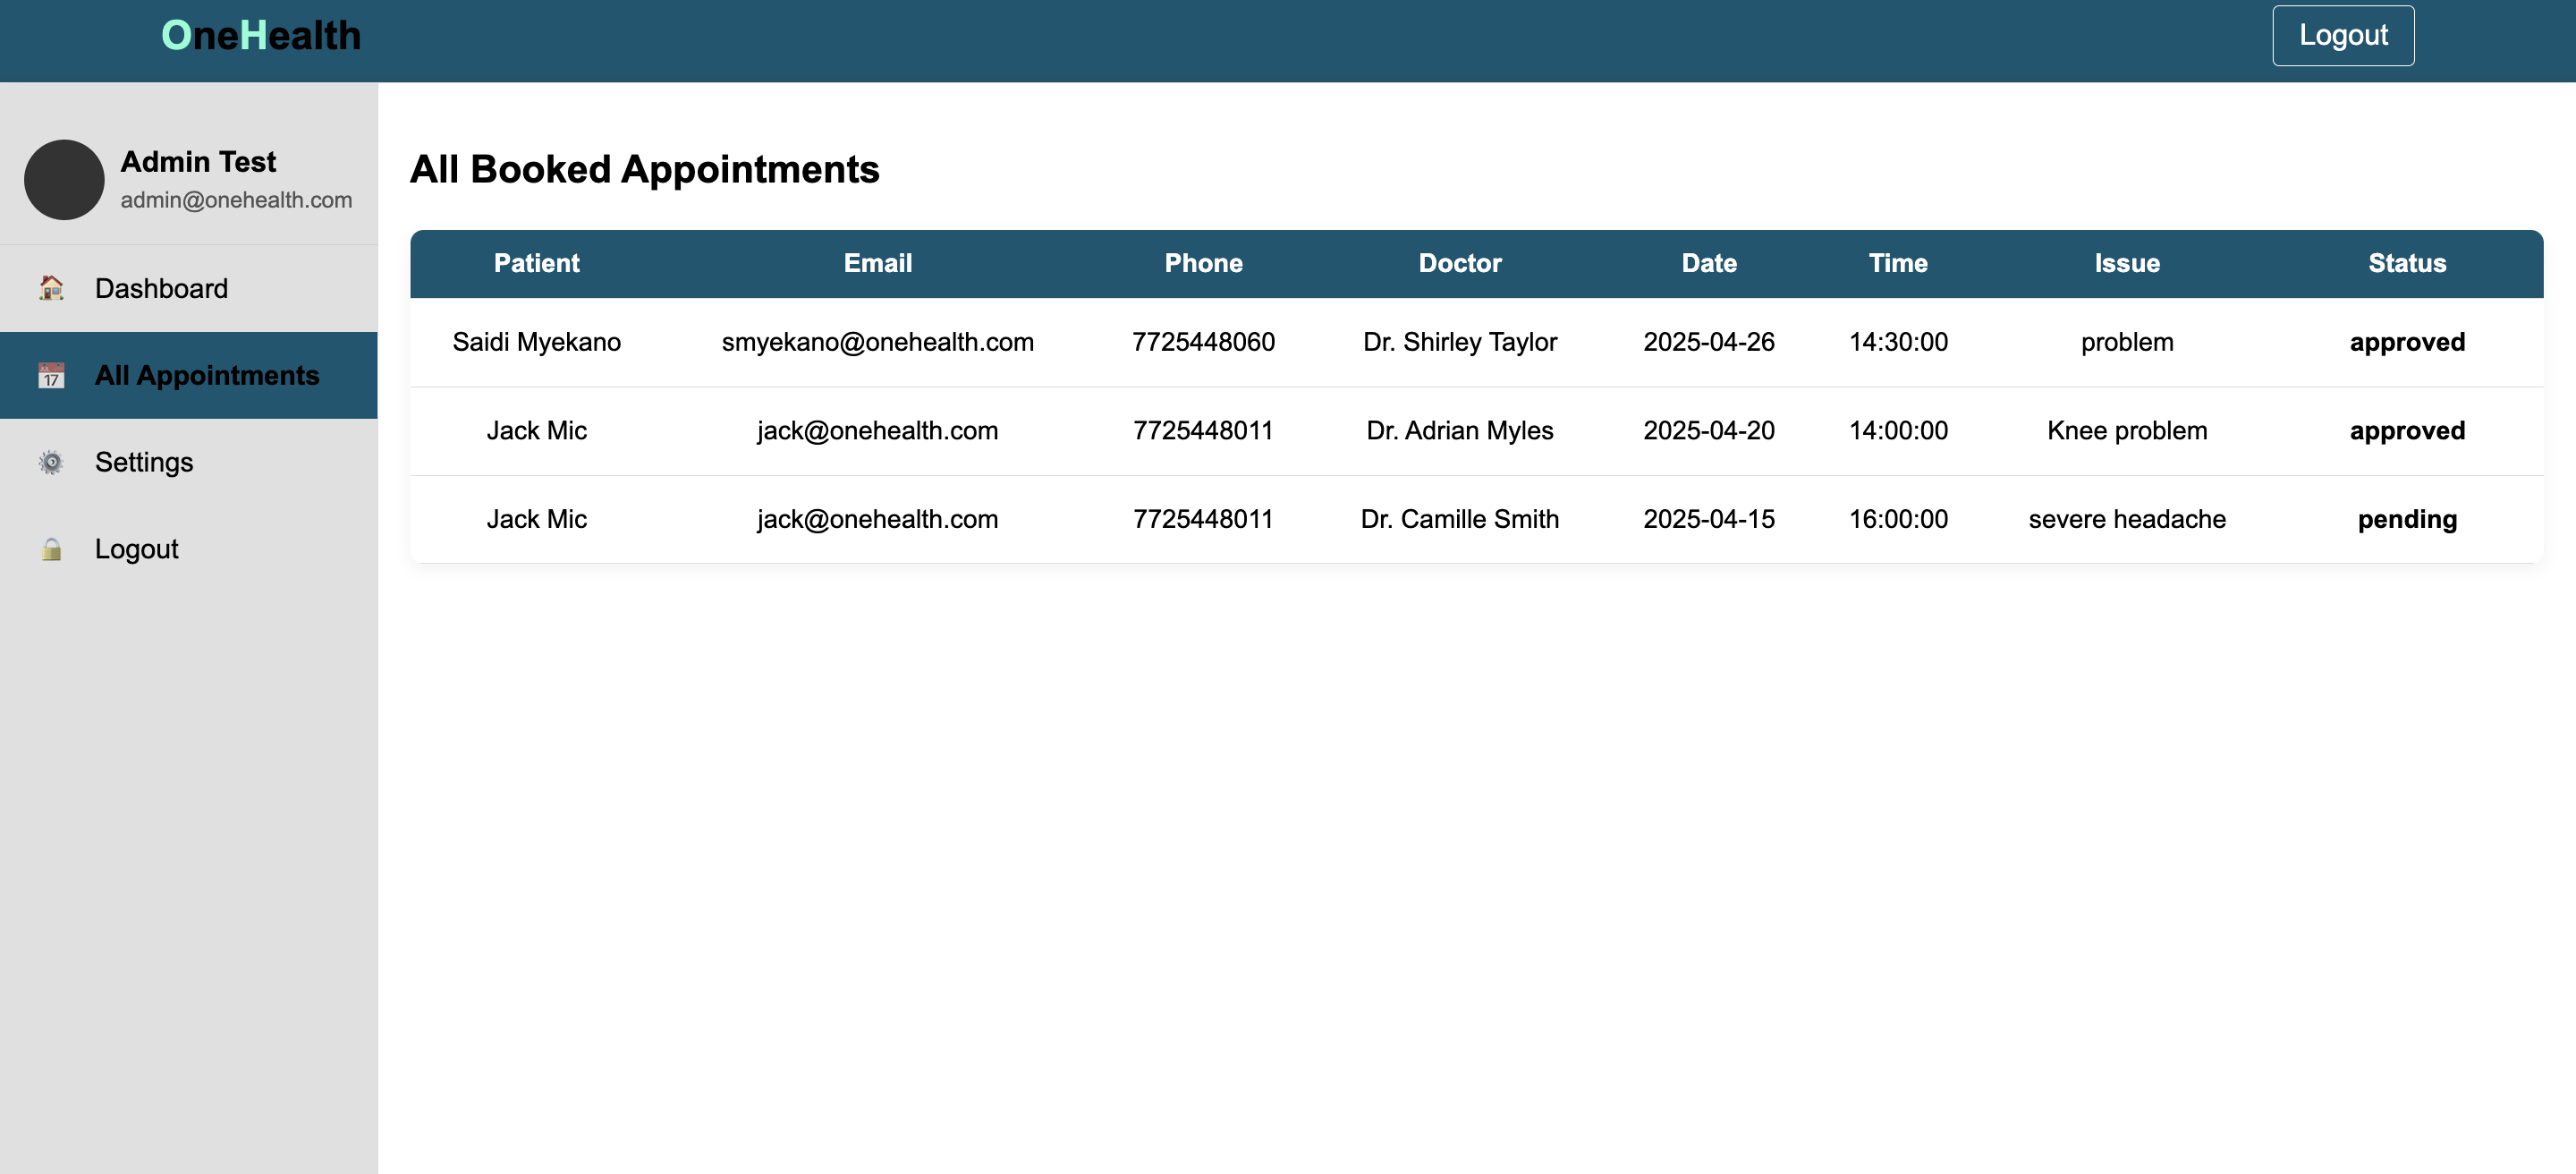 OneHealth
Logout
Admin Test
admin@onehealth.com
Dashboard
17 All Appointments
Settings
Logout
All Booked Appointments
Patient Email Phone Doctor Date Time Issue Status
Saidi Myekano smyekano@onehealth.com 7725448060 Dr. Shirley Taylor 2025-04-26 14:30:00 problem approved
Jack Mic jack@onehealth.com 7725448011 Dr. Adrian Myles 2025-04-20 14:00:00 Knee problem approved
Jack Mic jack@onehealth.com 7725448011 Dr. Camille Smith 2025-04-15 16:00:00 severe headache pending